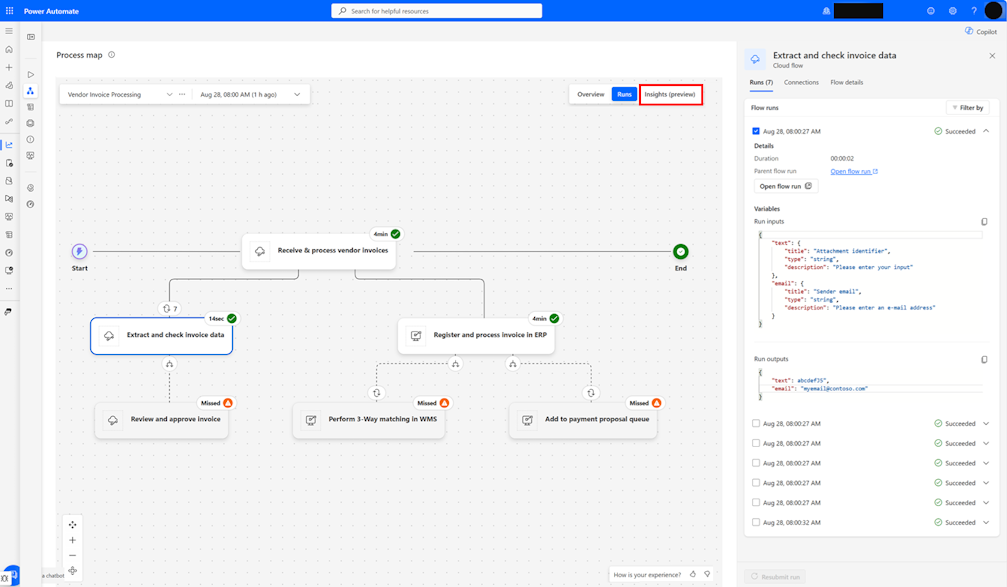 Power Automate
Search for helpful resources
Copilot
Process map
Vendor Invoice Processing
Aug 28, 08:00 AM (1 h ago)
Overview
Runs
Insights (preview)
4min
Receive & process vendor invoices
Start
End
7
14sec
Extract and check invoice data
4min
Register and process invoice in ERP
Missed
Review and approve invoice
Missed
Perform 3-Way matching in WMS
Missed
Add to payment proposal queue
a chatbot
How is your experience?
Extract and check invoice data
Cloud flow
Runs (7)
Connections
Flow details
Flow runs
Filter by
Aug 28, 08:00:27 AM
Succeeded
Details
Duration
00:00:02
Parent flow run
Open flow run
Open flow run
Variables
Run inputs
{
"text": {
"title": "Attachment identifier",
"type": "string",
"description": "Please enter your input"
},
"email": {
"title": "Sender email",
"type": "string",
"description": "Please enter an e-mail address"
}
}
Run outputs
{
"text": abcdef35",
"email": "myemail@contoso.com"
}
Aug 28, 08:00:27 AM
Succeeded
Aug 28, 08:00:27 AM
Succeeded
Aug 28, 08:00:27 AM
Succeeded
Aug 28, 08:00:27 AM
Succeeded
Aug 28, 08:00:27 AM
Succeeded
Aug 28, 08:00:32 AM
Succeeded
Resubmit run